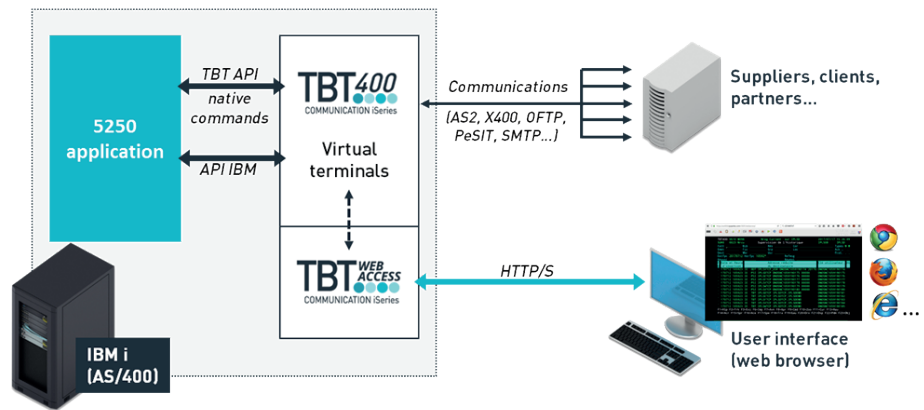 5250
application
TBT API
native
commands
API IBM
TBT400
COMMUNICATION iSeries
Virtual
terminals
TBT WEB
ACCESS
COMMUNICATION iSeries
Communications
(AS2, X400, OFTP,
PeSIT, SMTP...)
Suppliers, clients,
partners...
HTTP/S
User interface
(web browser)
...
IBM i
(AS/400)